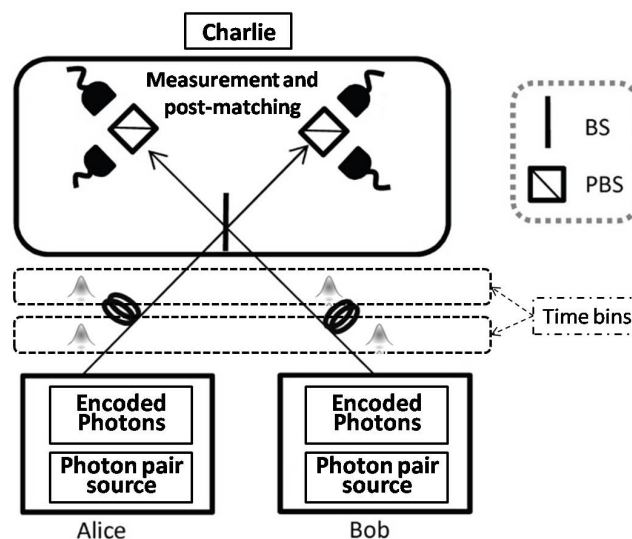 Charlie
Measurement and
post-matching
BS
PBS
Time bins
Encoded
Photons
Photon pair
source
Alice
Encoded
Photons
Photon pair
source
Bob